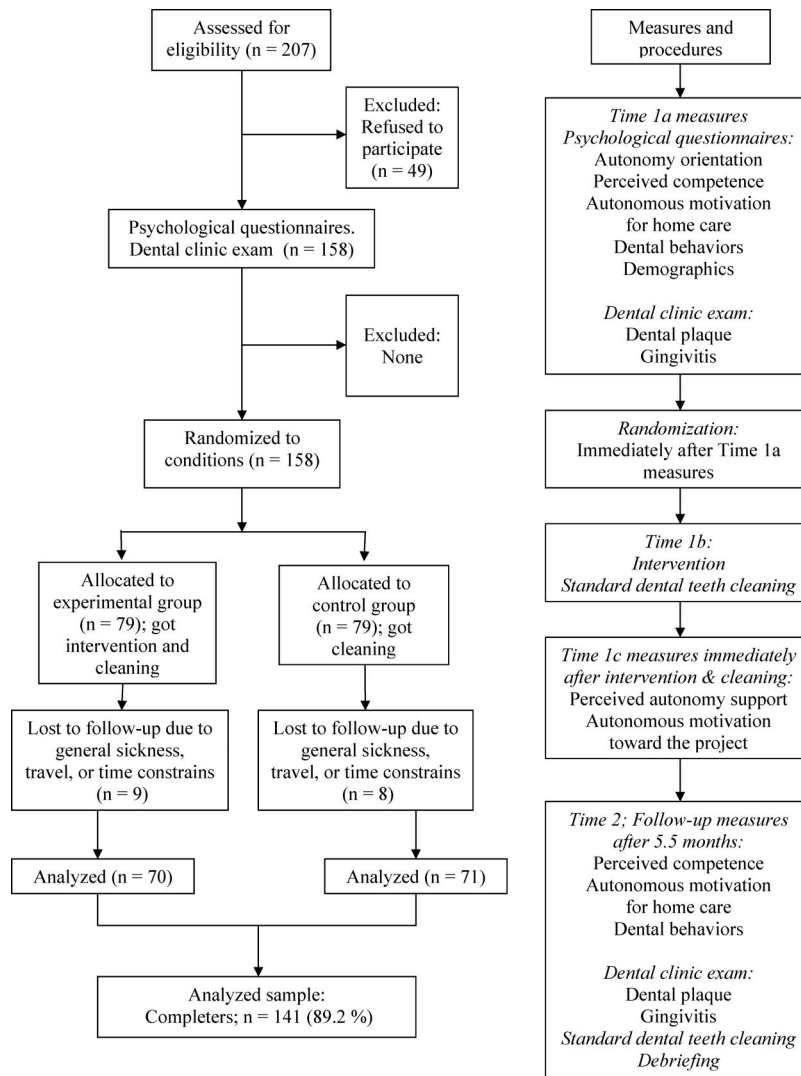 Assessed for
eligibility (n = 207)
Excluded:
Refused to
participate
(n = 49)
Psychological questionnaires.
Dental clinic exam (n = 158)
Excluded:
None
Randomized to
conditions (n = 158)
Allocated to
experimental group
(n = 79); got
intervention and
cleaning
Allocated to
control group
(n = 79); got
cleaning
Lost to follow-up due to
general sickness,
travel, or time constrains
(n = 9)
Lost to follow-up due to
general sickness,
travel, or time constrains
(n = 8)
Analyzed (n = 70)
Analyzed (n = 71)
Analyzed sample:
Completers; n = 141 (89.2 %)
Measures and
procedures
Time 1a measures
Psychological questionnaires:
Autonomy orientation
Perceived competence
Autonomous motivation
for home care
Dental behaviors
Demographics
Dental clinic exam:
Dental plaque
Gingivitis
Randomization:
Immediately after Time 1a
measures
Time 1b:
Intervention
Standard dental teeth cleaning
Time 1c measures immediately
after intervention & cleaning:
Perceived autonomy support
Autonomous motivation
toward the project
Time 2; Follow-up measures
after 5.5 months:
Perceived competence
Autonomous motivation
for home care
Dental behaviors
Dental clinic exam:
Dental plaque
Gingivitis
Standard dental teeth cleaning
Debriefing